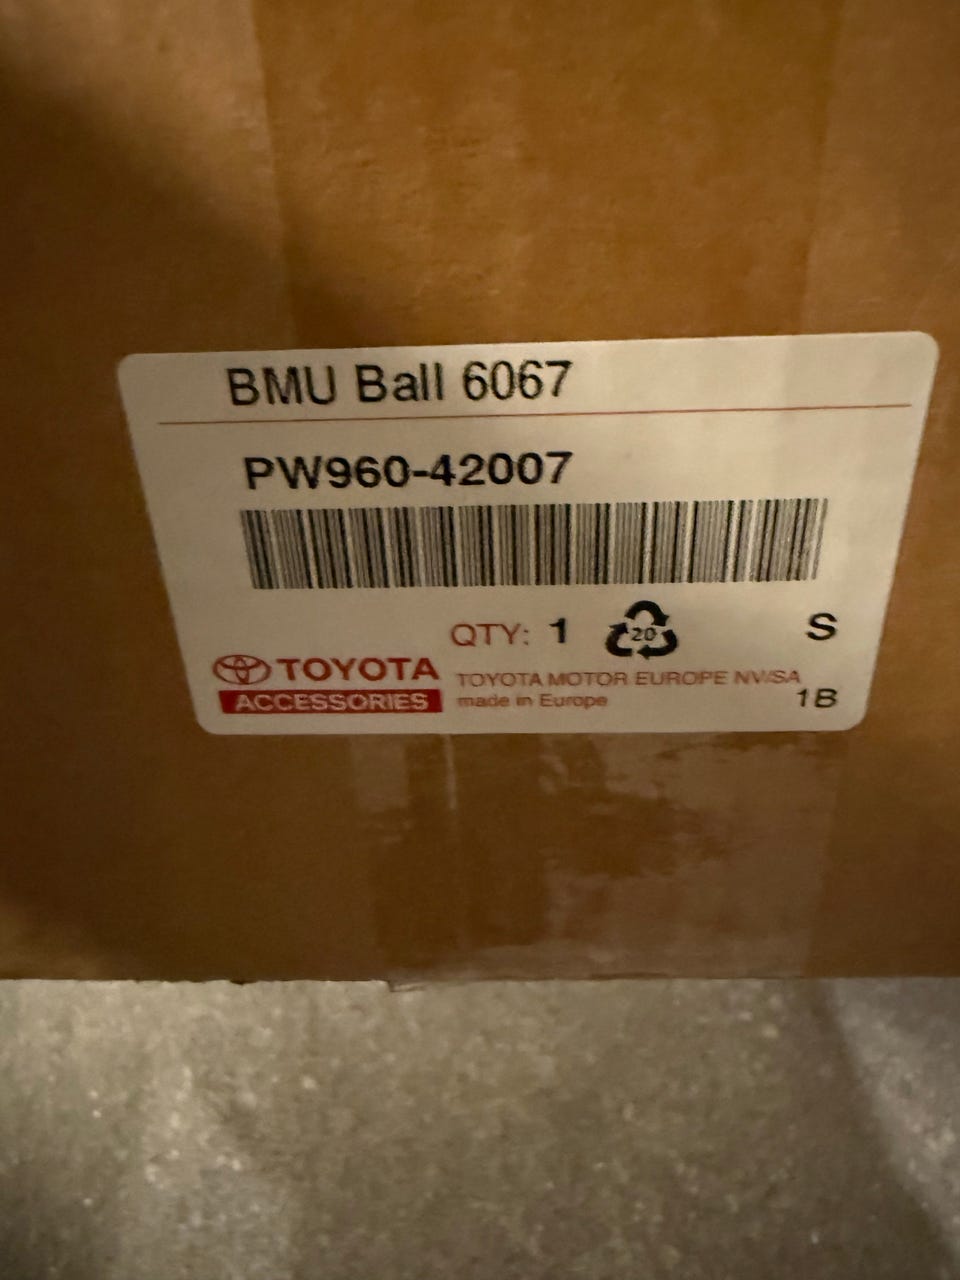 BMU Ball 6067
PW960-42007
QTY: 1
20
S
TOYOTA
ACCESSORIES
TOYOTA MOTOR EUROPE NV/SA
made in Europe
1B